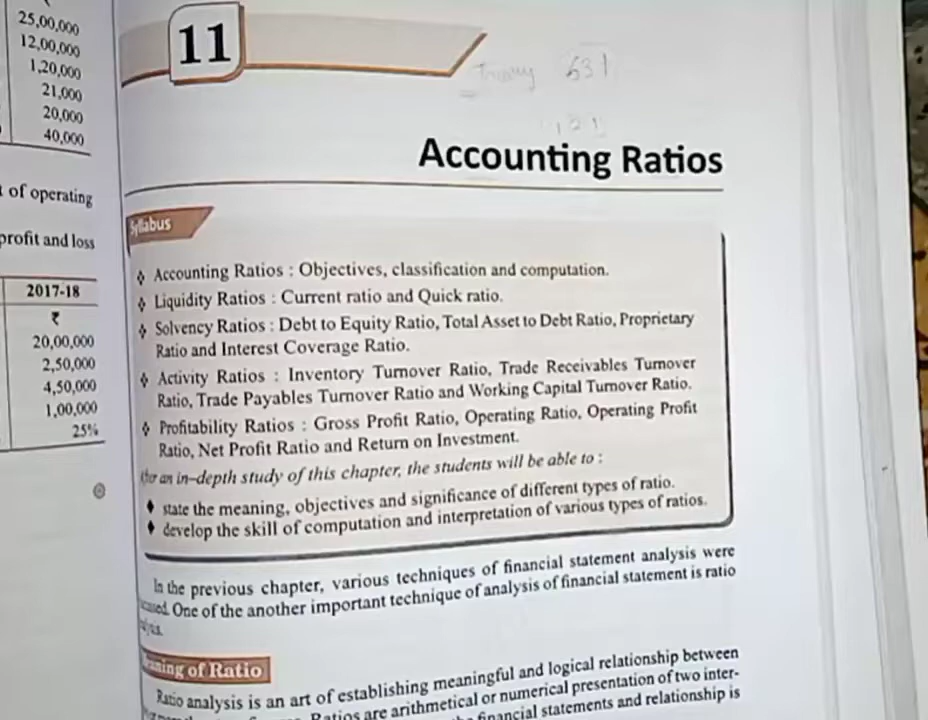 25,00,000
12,00,000
1,20,000
21,000
20,000
40,000
of operating
profit and loss
2017-18
₹
20,00,000
2,50,000
4,50,000
1,00,000
25%
11
631
Accounting Ratios
Syllabus
❖ Accounting Ratios : Objectives, classification and computation.
❖ Liquidity Ratios : Current ratio and Quick ratio.
❖ Solvency Ratios : Debt to Equity Ratio, Total Asset to Debt Ratio, Proprietary
Ratio and Interest Coverage Ratio.
❖ Activity Ratios : Inventory Turnover Ratio, Trade Receivables Turnover
Ratio, Trade Payables Turnover Ratio and Working Capital Turnover Ratio.
❖ Profitability Ratios : Gross Profit Ratio, Operating Ratio, Operating Profit
Ratio, Net Profit Ratio and Return on Investment.
an in-depth study of this chapter, the students will be able to :
♦ state the meaning, objectives and significance of different types of ratio.
♦ develop the skill of computation and interpretation of various types of ratios.
In the previous chapter, various techniques of financial statement analysis were
One of the another important technique of analysis of financial statement is ratio
of Ratio
Ratio analysis is an art of establishing meaningful and logical relationship between
Ratios are arithmetical or numerical presentation of two inter-
financial statements and relationship is